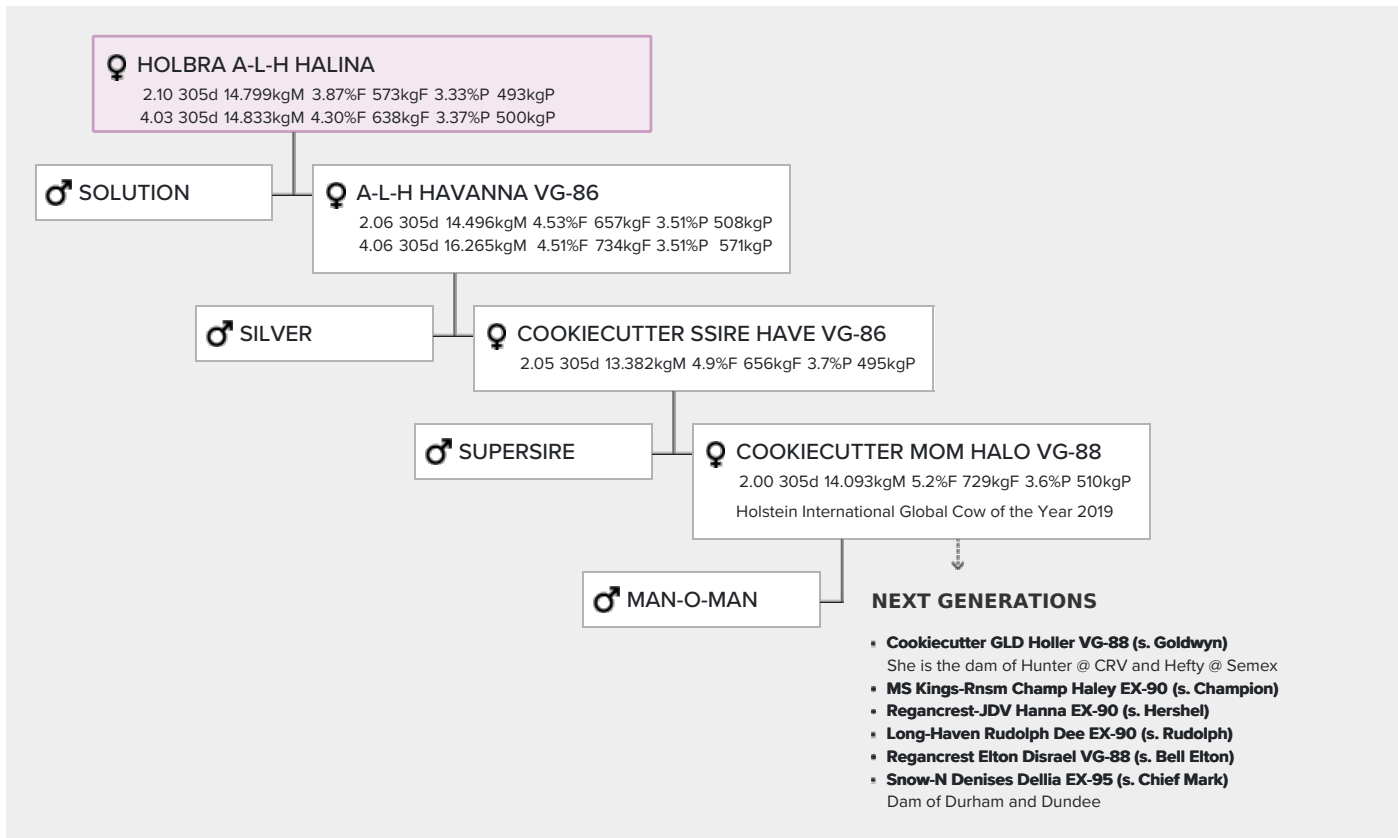 HOLBRA A-L-H HALINA
2.10 305d 14.799kgM 3.87%F 573kgF 3.33%P 493kgP
4.03 305d 14.833kgM 4.30%F 638kgF 3.37%P 500kgP
SOLUTION
A-L-H HAVANNA VG-86
2.06 305d 14.496kgM 4.53%F 657kgF 3.51%P 508kgP
4.06 305d 16.265kgM 4.51%F 734kgF 3.51%P 571kgP
SILVER
COOKIECUTTER SSIRE HAVE VG-86
2.05 305d 13.382kgM 4.9%F 656kgF 3.7%P 495kgP
SUPERSIRE
COOKIECUTTER MOM HALO VG-88
2.00 305d 14.093kgM 5.2%F 729kgF 3.6%P 510kgP
Holstein International Global Cow of the Year 2019
MAN-O-MAN
NEXT GENERATIONS
Cookiecutter GLD Holler VG-88 (s. Goldwyn)
She is the dam of Hunter @ CRV and Hefty @ Semex
MS Kings-Rnsm Champ Haley EX-90 (s. Champion)
Regancrest-JDV Hanna EX-90 (s. Hershel)
Long-Haven Rudolph Dee EX-90 (s. Rudolph)
Regancrest Elton Disrael VG-88 (s. Bell Elton)
Snow-N Denises Dellia EX-95 (s. Chief Mark)
Dam of Durham and Dundee